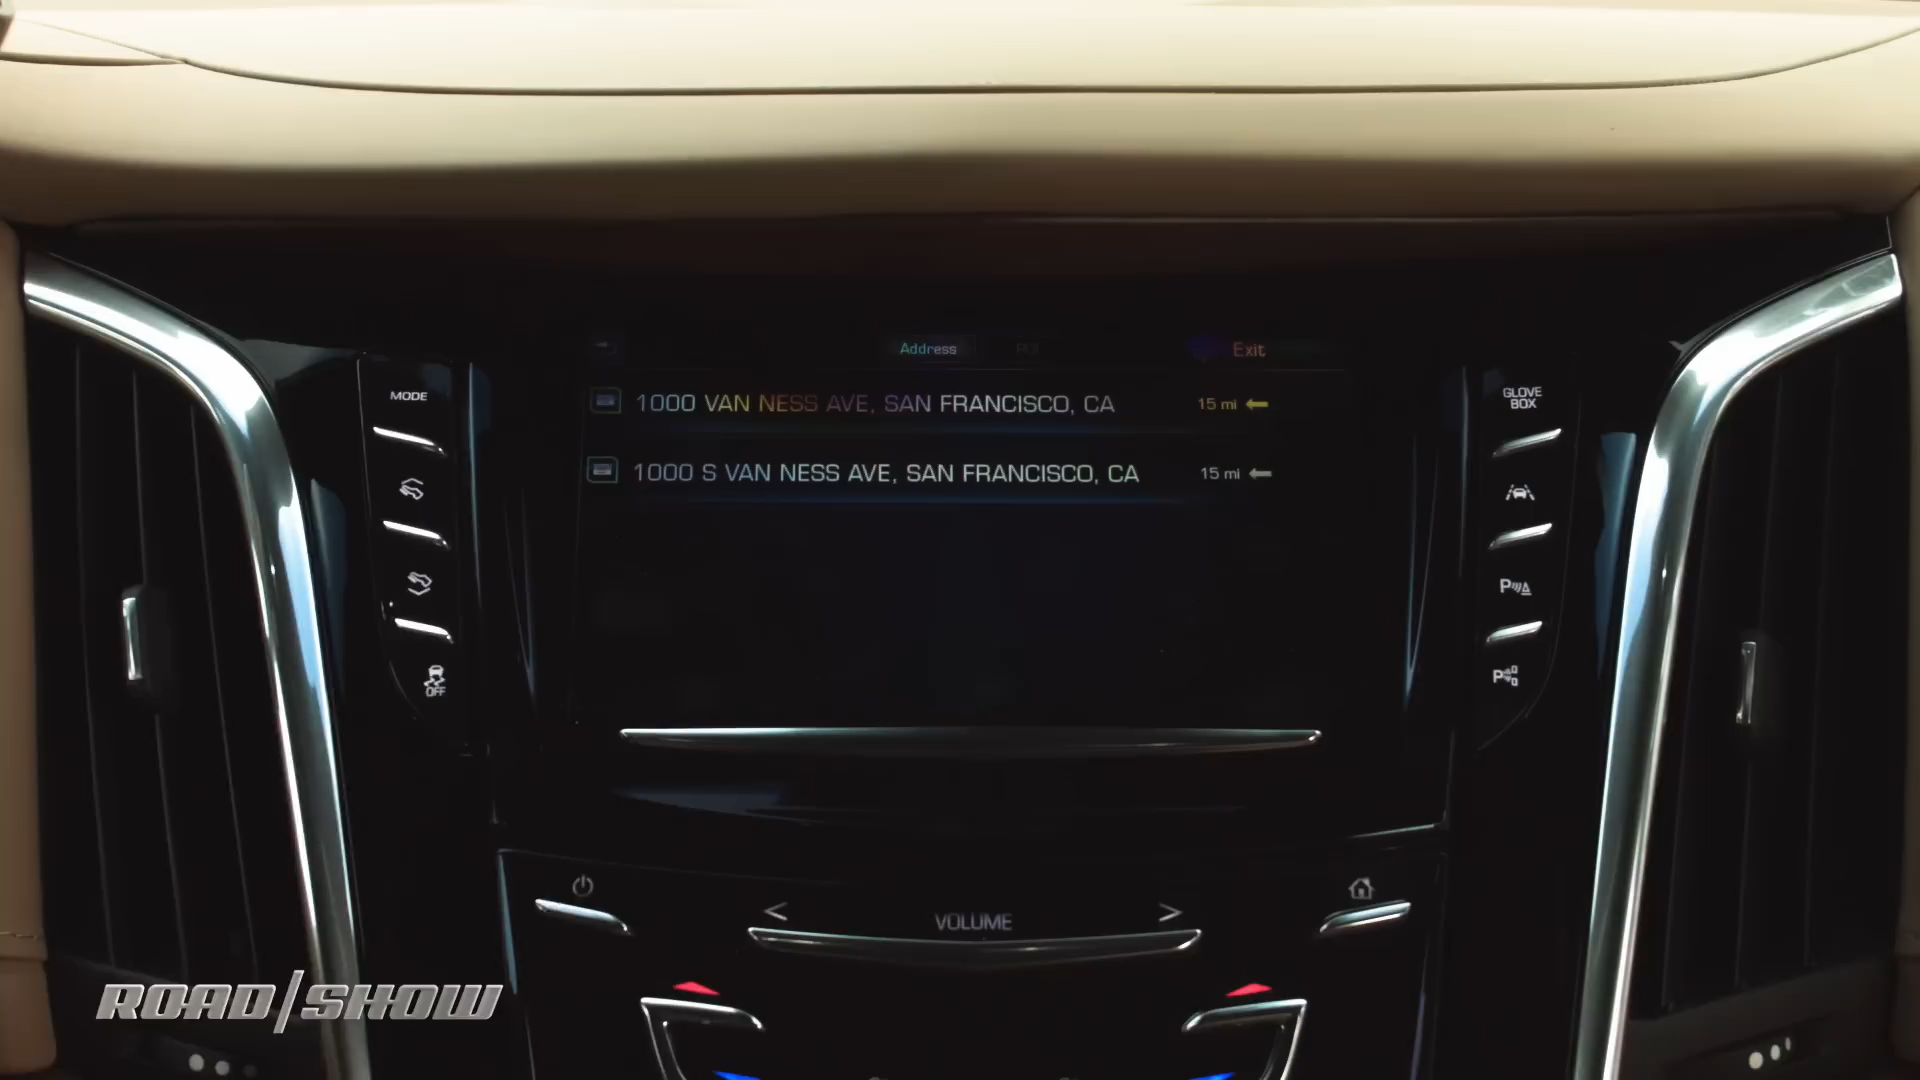 Address POI Exit
1000 VAN NESS AVE, SAN FRANCISCO, CA 15 mi
1000 S VAN NESS AVE, SAN FRANCISCO, CA 15 mi
MODE
OFF
GLOVE
BOX
P
P
VOLUME
ROAD/SHOW